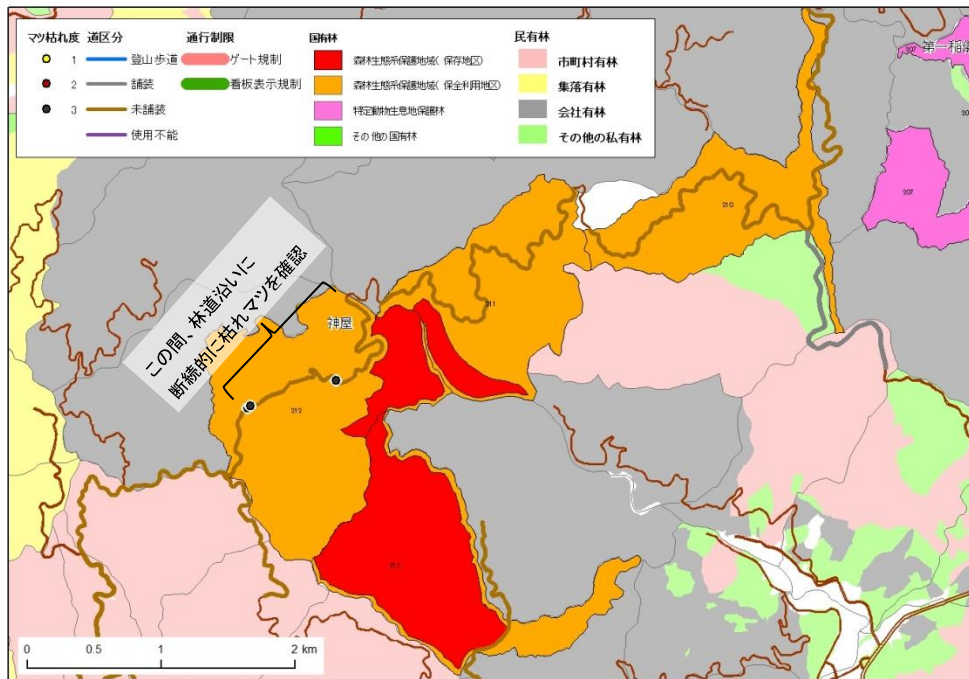 マツ枯れ度
1
2
3
道区分
登山歩道
舗装
未舗装
使用不能
通行制限
ゲート規制
看板表示規制
国有林
森林生態系保護地域(保存地区)
森林生態系保護地域(保全利用地区)
特定動物生息地保護林
その他の国有林
民有林
市町村有林
集落有林
会社有林
その他の私有林
207
207
210
211
神屋
212
この間、林道沿いに
断続的に枯れマツを確認
0 0.5 1 2 km